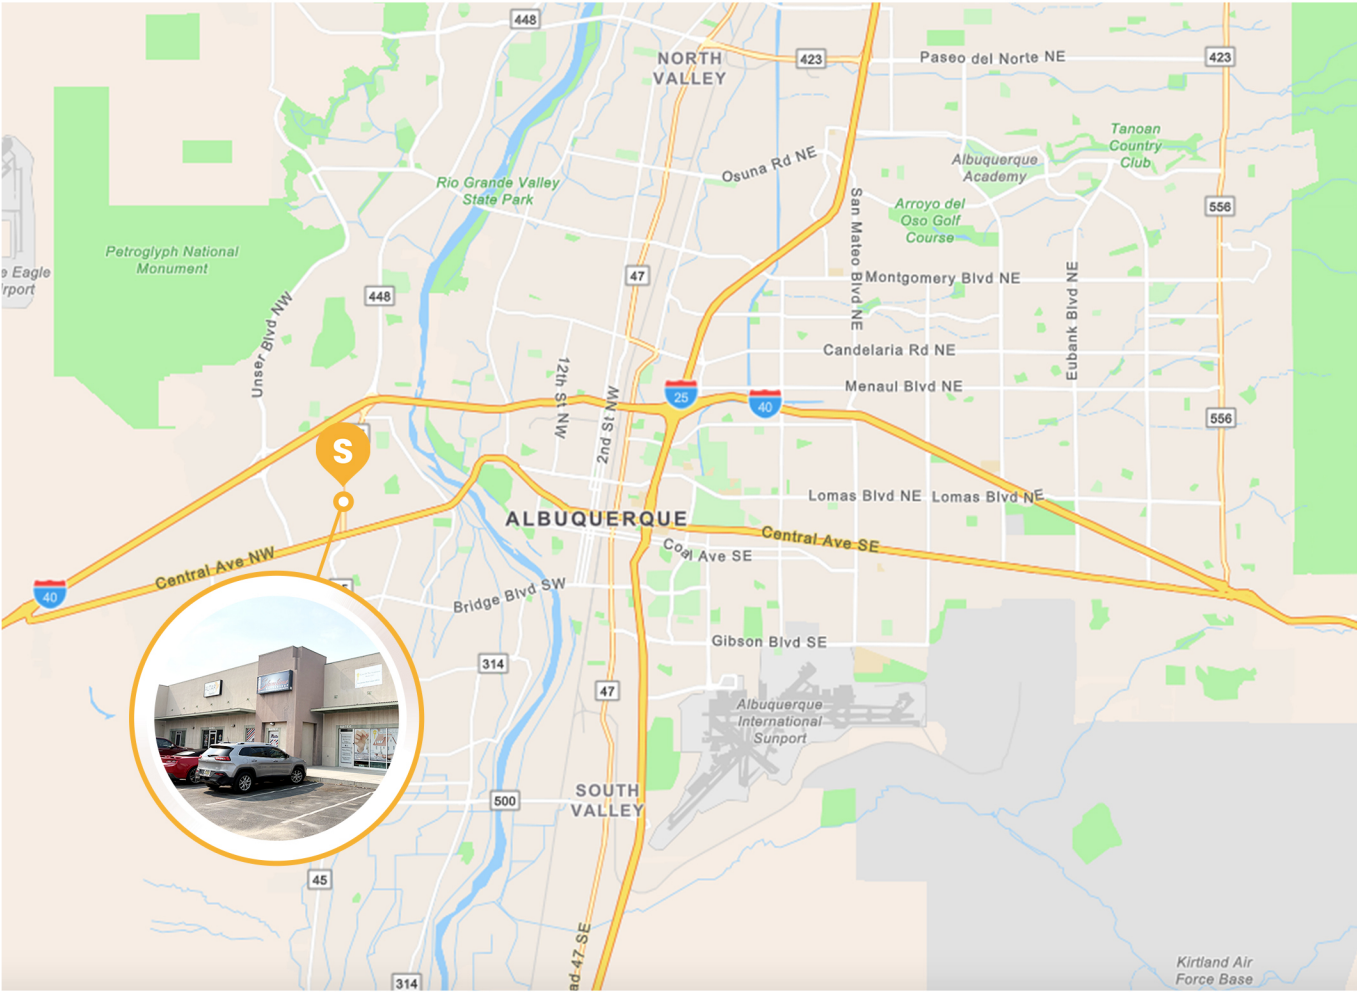 448
NORTH
VALLEY
423
Paseo del Norte NE
423
Tanoan
Country
Club
Osuna Rd NE
Albuquerque
Academy
Rio Grande Valley
State Park
San Mateo Blvd NE
Arroyo del
Oso Golf
Course
556
Petroglyph National
Monument
e Eagle
rport
47
Montgomery Blvd NE
448
Unser Blvd NW
Eubank Blvd NE
Candelaria Rd NE
12th St NW
2nd St NW
Menaul Blvd NE
25
40
556
S
Lomas Blvd NE
Lomas Blvd NE
ALBUQUERQUE
Central Ave SE
Coal Ave SE
Central Ave NW
40
Bridge Blvd SW
Gibson Blvd SE
314
47
Albuquerque
International
Sunport
SOUTH
VALLEY
500
45
ad 47 SE
314
Kirtland Air
Force Base